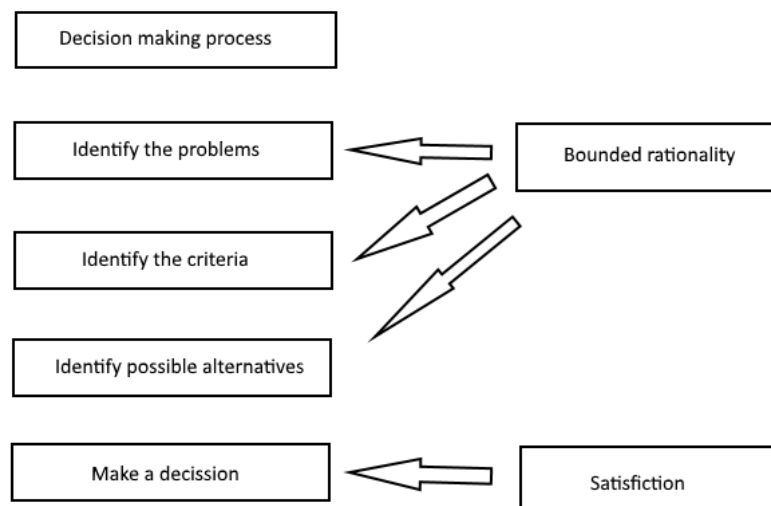 Decision making process
Identify the problems
Bounded rationality
Identify the criteria
Identify possible alternatives
Make a decission
Satisfiction